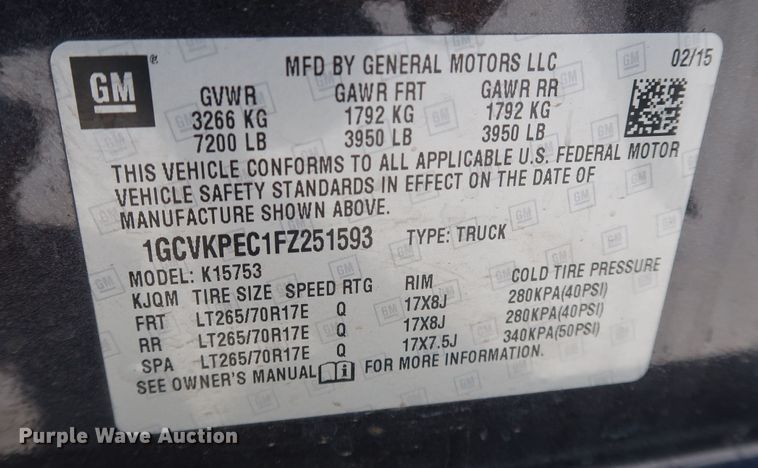 GM
MFD BY GENERAL MOTORS LLC 02/15
GVWR GAWR FRT GAWR RR
3266 KG 1792 KG 1792 KG
7200 LB 3950 LB 3950 LB
THIS VEHICLE CONFORMS TO ALL APPLICABLE U.S. FEDERAL MOTOR
VEHICLE SAFETY STANDARDS IN EFFECT ON THE DATE OF
MANUFACTURE SHOWN ABOVE.
1GCVKPEC1FZ251593 TYPE: TRUCK
MODEL: K15753
KJQM TIRE SIZE SPEED RTG RIM COLD TIRE PRESSURE
FRT LT265/70R17E Q 17X8J 280KPA(40PSI)
RR LT265/70R17E Q 17X8J 280KPA(40PSI)
SPA LT265/70R17E Q 17X7.5J 340KPA(50PSI)
SEE OWNER'S MANUAL FOR MORE INFORMATION.
Purple Wave Auction